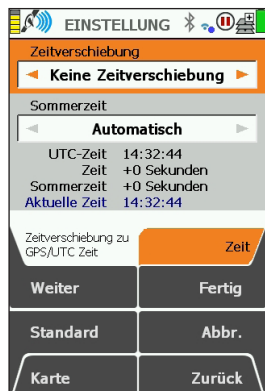 EINSTELLUNG
Zeitverschiebung
Keine Zeitverschiebung
Sommerzeit
Automatisch
UTC-Zeit 14:32:44
Zeit +0 Sekunden
Sommerzeit +0 Sekunden
Aktuelle Zeit 14:32:44
Zeitverschiebung zu
GPS/UTC Zeit
Zeit
Weiter Fertig
Standard Abbr.
Karte Zurück